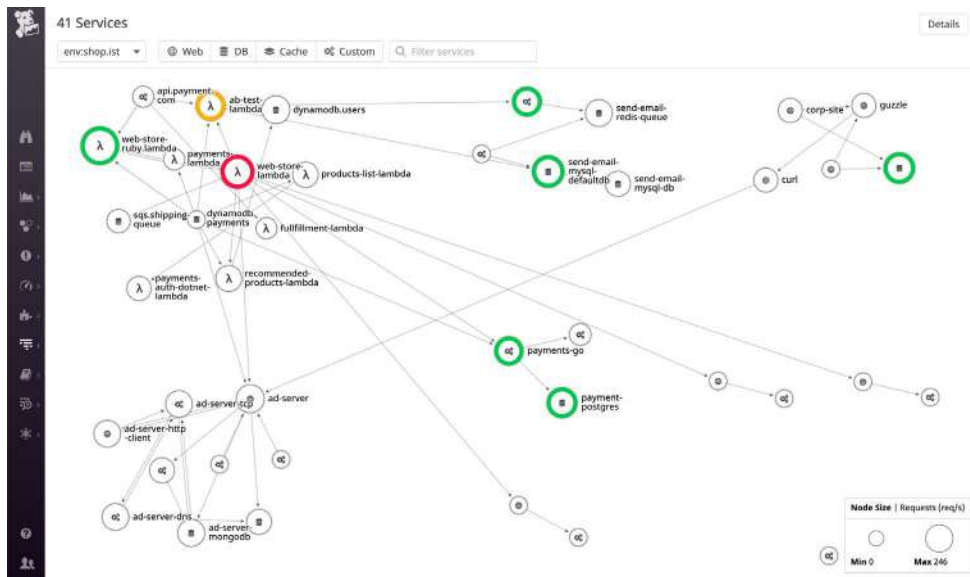 41 Services
Details
env:shop.ist
Web
DB
Cache
Custom
Filter services
api.payment.
com
ab-test-
lambda
dynamodb.users
send-email-
redis-queue
corp-site
guzzle
web-store-
ruby.lambda
payments-
lambda
web-store-
lambda
products-list-lambda
send-email-
mysql-
defaultdb
send-email-
mysql-db
curl
sqs.shipping-
queue
dynamodb.
payments
fullfillment-lambda
payments-
auth-dotnet-
lambda
recommended-
products-lambda
payments-go
payment-
postgres
ad-server-tcp
ad-server
ad-server-http
-client
ad-server-dns
ad-server-
mongodb
Node Size | Requests (req/s)
Min 0
Max 246